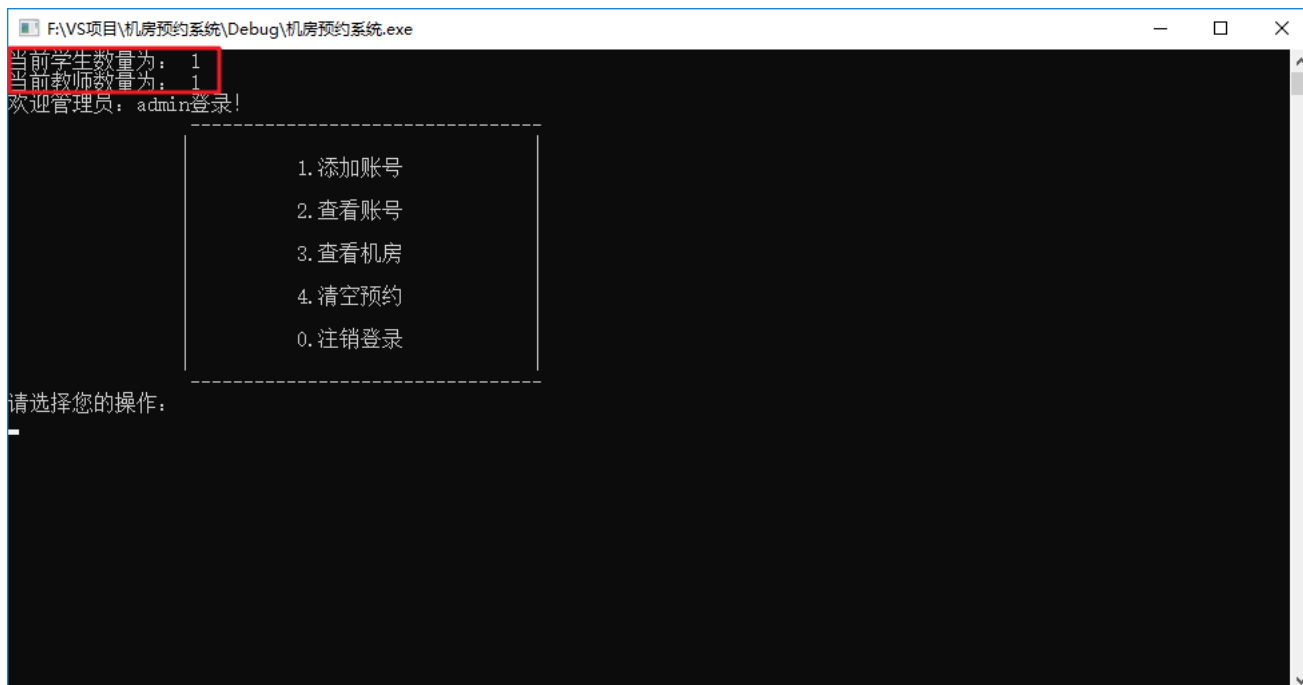 F:\VS项目\机房预约系统\Debug\机房预约系统.exe
当前学生数量为： 1
当前教师数量为： 1
欢迎管理员：admin登录！
---------------------------------
1.添加账号
2.查看账号
3.查看机房
4.清空预约
0.注销登录
---------------------------------
请选择您的操作：